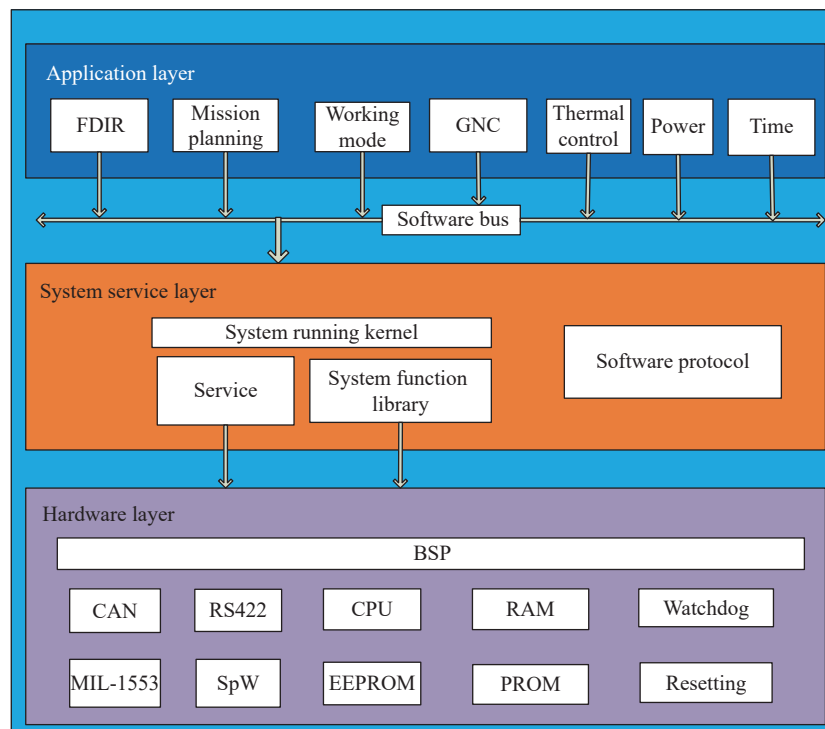 Application layer
FDIR
Mission
planning
Working
mode
GNC
Thermal
control
Power
Time
Software bus
System service layer
System running kernel
Service
System function
library
Software protocol
Hardware layer
BSP
CAN
RS422
CPU
RAM
Watchdog
MIL-1553
SpW
EEPROM
PROM
Resetting